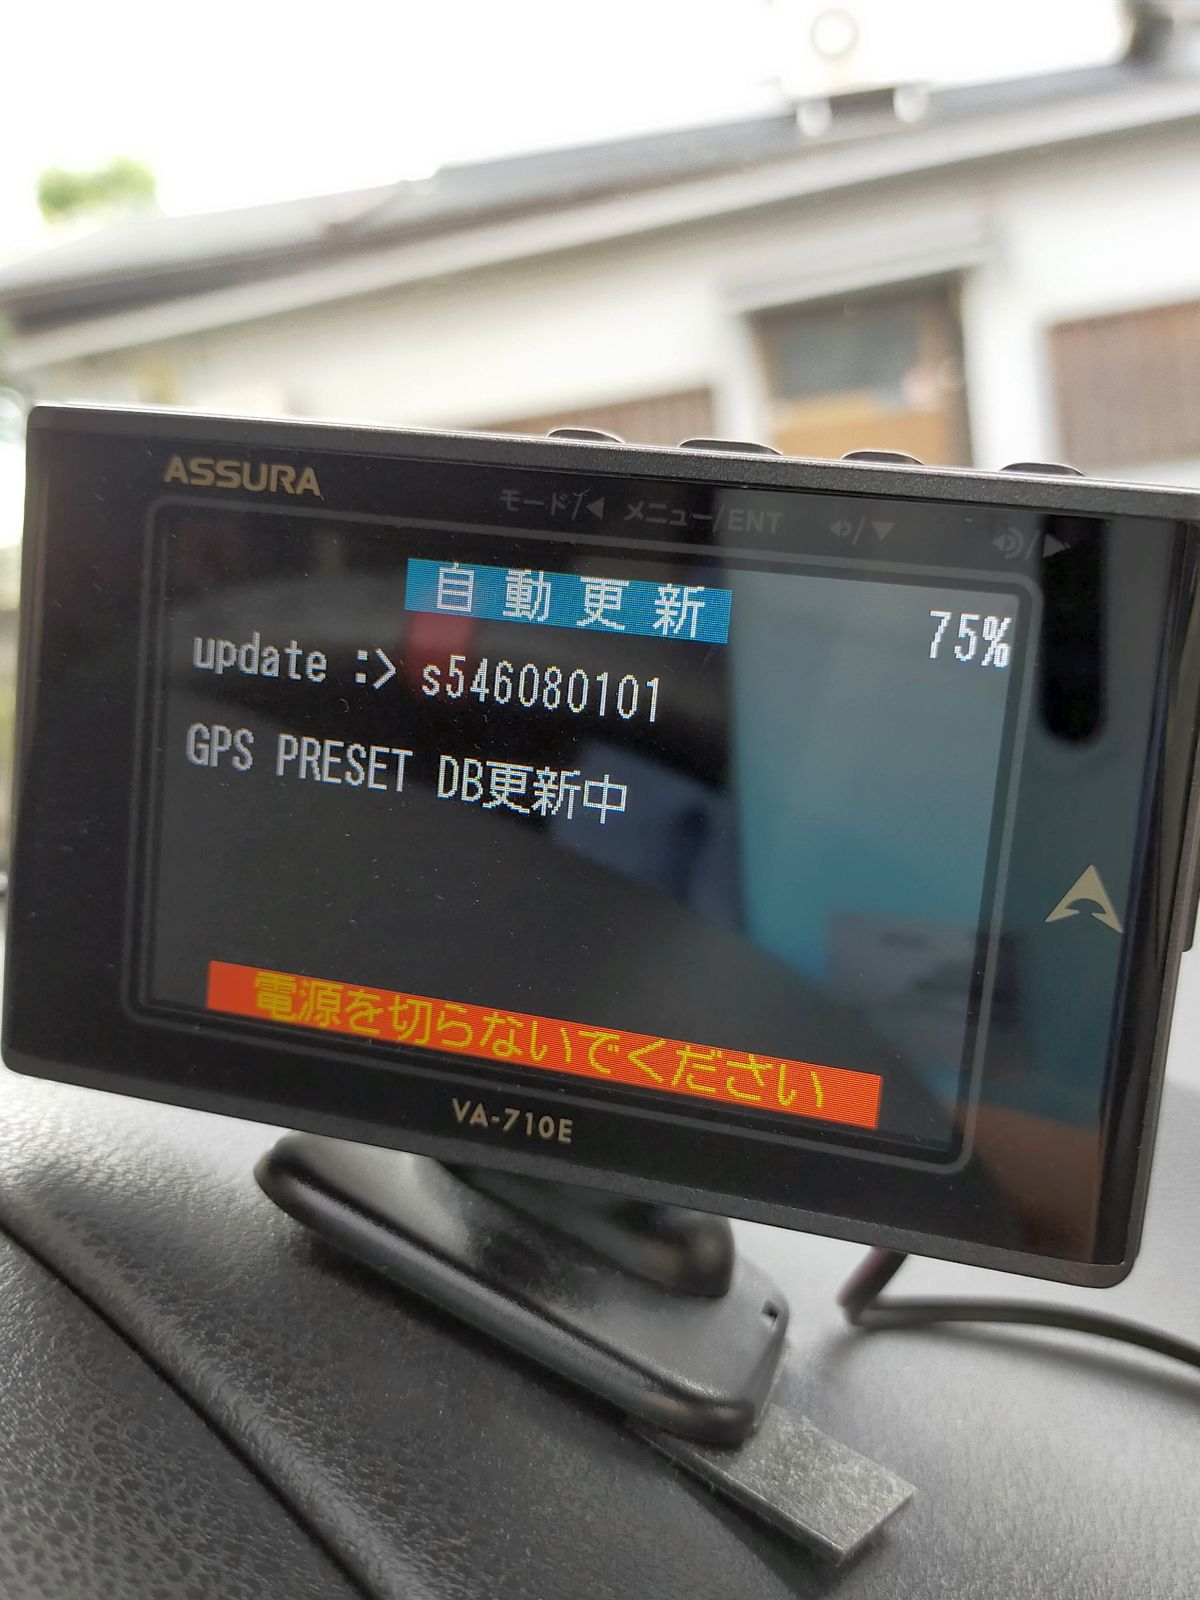 ASSURA
モード/◀ メニュー/ENT 🔉/▼ 🔊/▶
自動更新
75%
update :> s546080101
GPS PRESET DB更新中
電源を切らないでください
VA-710E